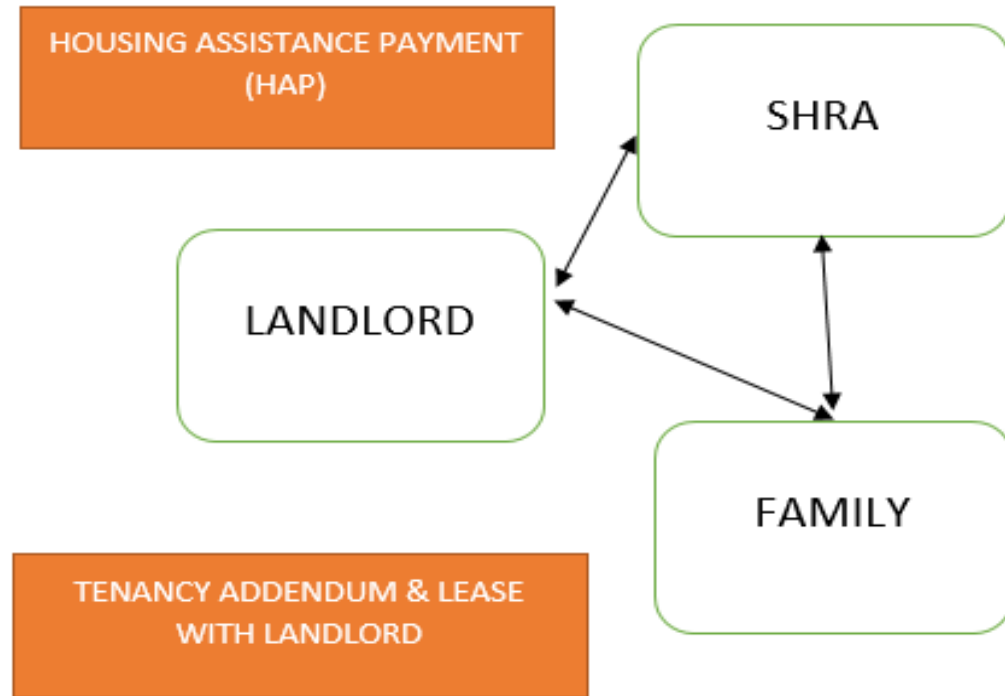 HOUSING ASSISTANCE PAYMENT
(HAP)
SHRA
LANDLORD
FAMILY
TENANCY ADDENDUM & LEASE
WITH LANDLORD